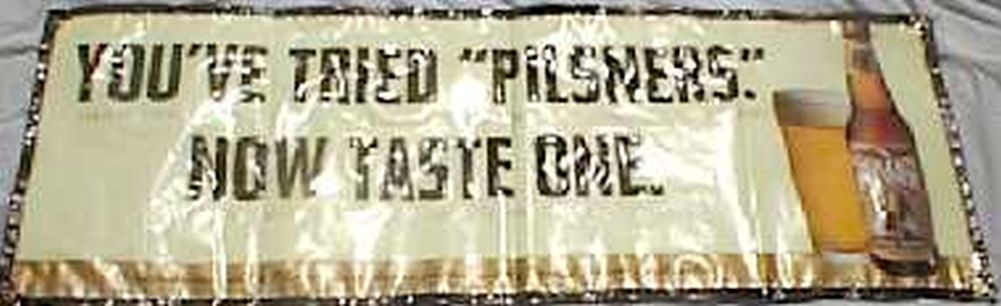 YOU'VE TRIED "PILSNERS."
NOW TASTE ONE.